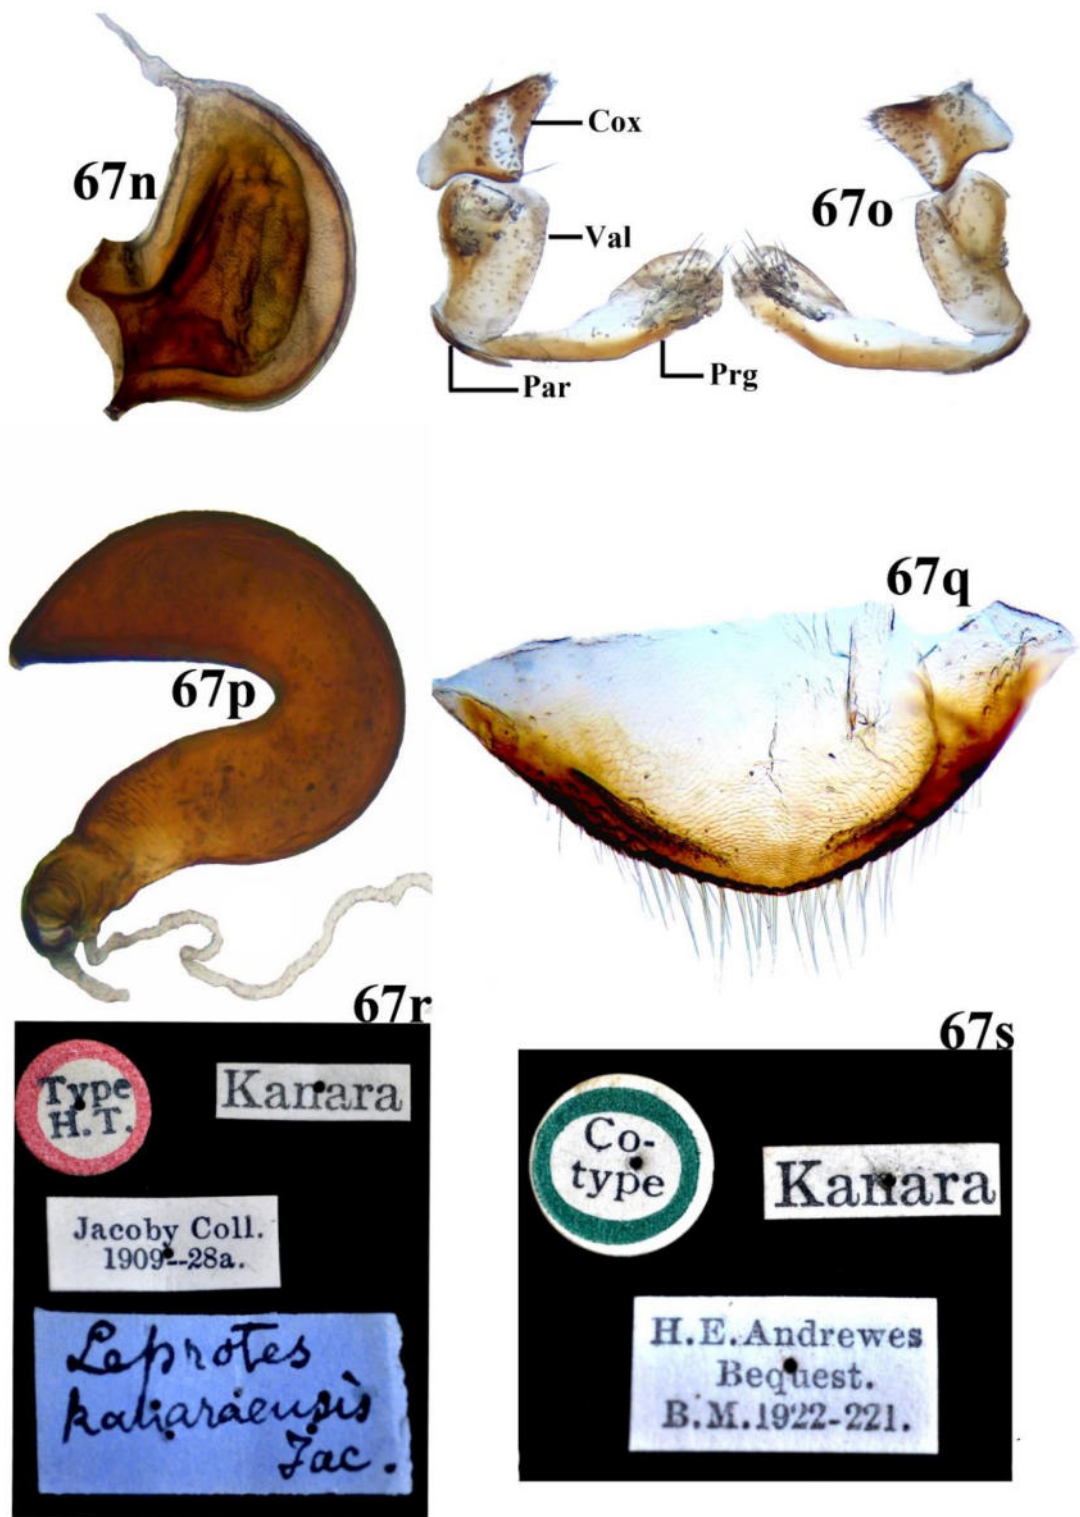 67n
Cox
67o
Val
Par
Prg
67p
67q
67r
Type
H.T.
Kanara
Jacoby Coll.
1909--28a.
Leprotes
kanaraensis
Jac.
67s
Co-
type
Kanara
H.E.Andrewes
Bequest.
B.M.1922-221.